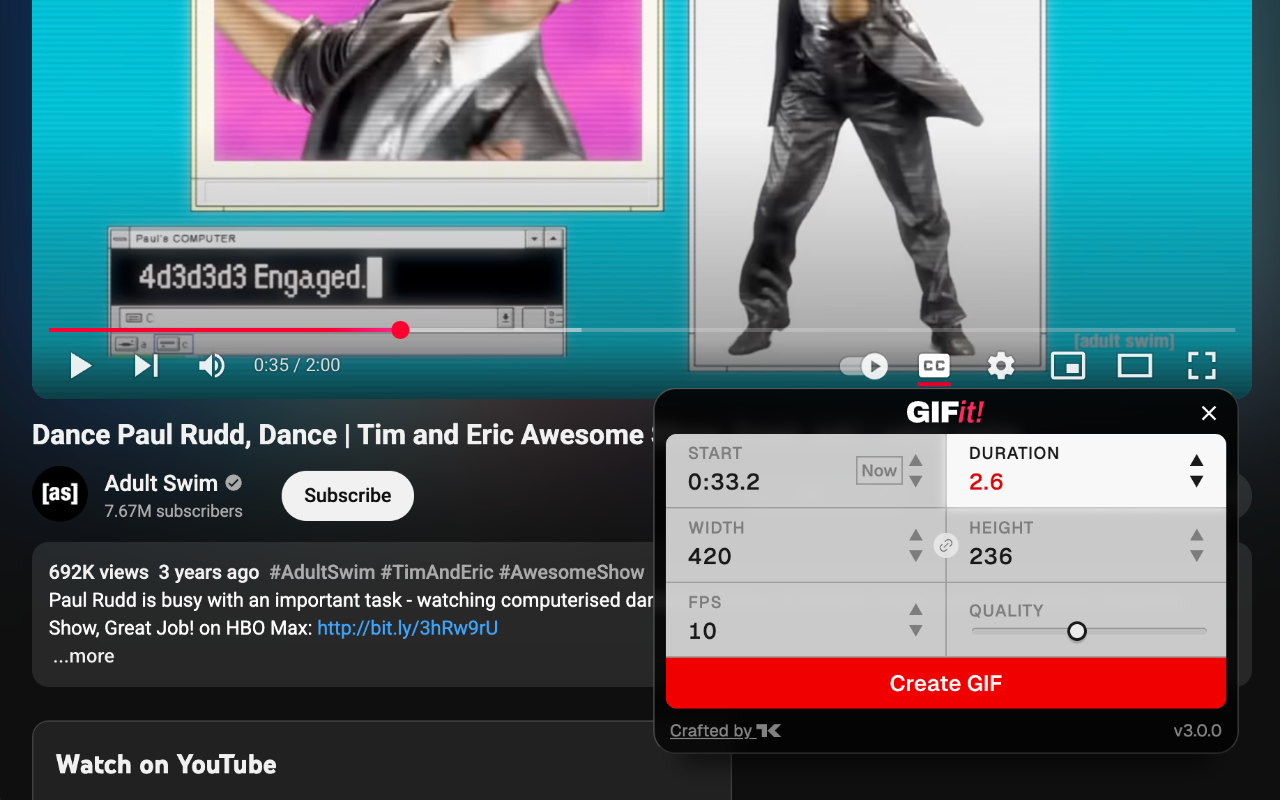 Paul's COMPUTER
4d3d3d3 Engaged.
C
a
c
[adult swim]
0:35 / 2:00
CC
GIFit!
Dance Paul Rudd, Dance | Tim and Eric Awesome
START
0:33.2
Now
DURATION
2.6
[as]
Adult Swim
7.67M subscribers
Subscribe
WIDTH
420
HEIGHT
236
692K views 3 years ago #AdultSwim #TimAndEric #AwesomeShow
Paul Rudd is busy with an important task - watching computerised dan
Show, Great Job! on HBO Max: http://bit.ly/3hRw9rU
...more
FPS
10
QUALITY
Create GIF
Crafted by
v3.0.0
Watch on YouTube